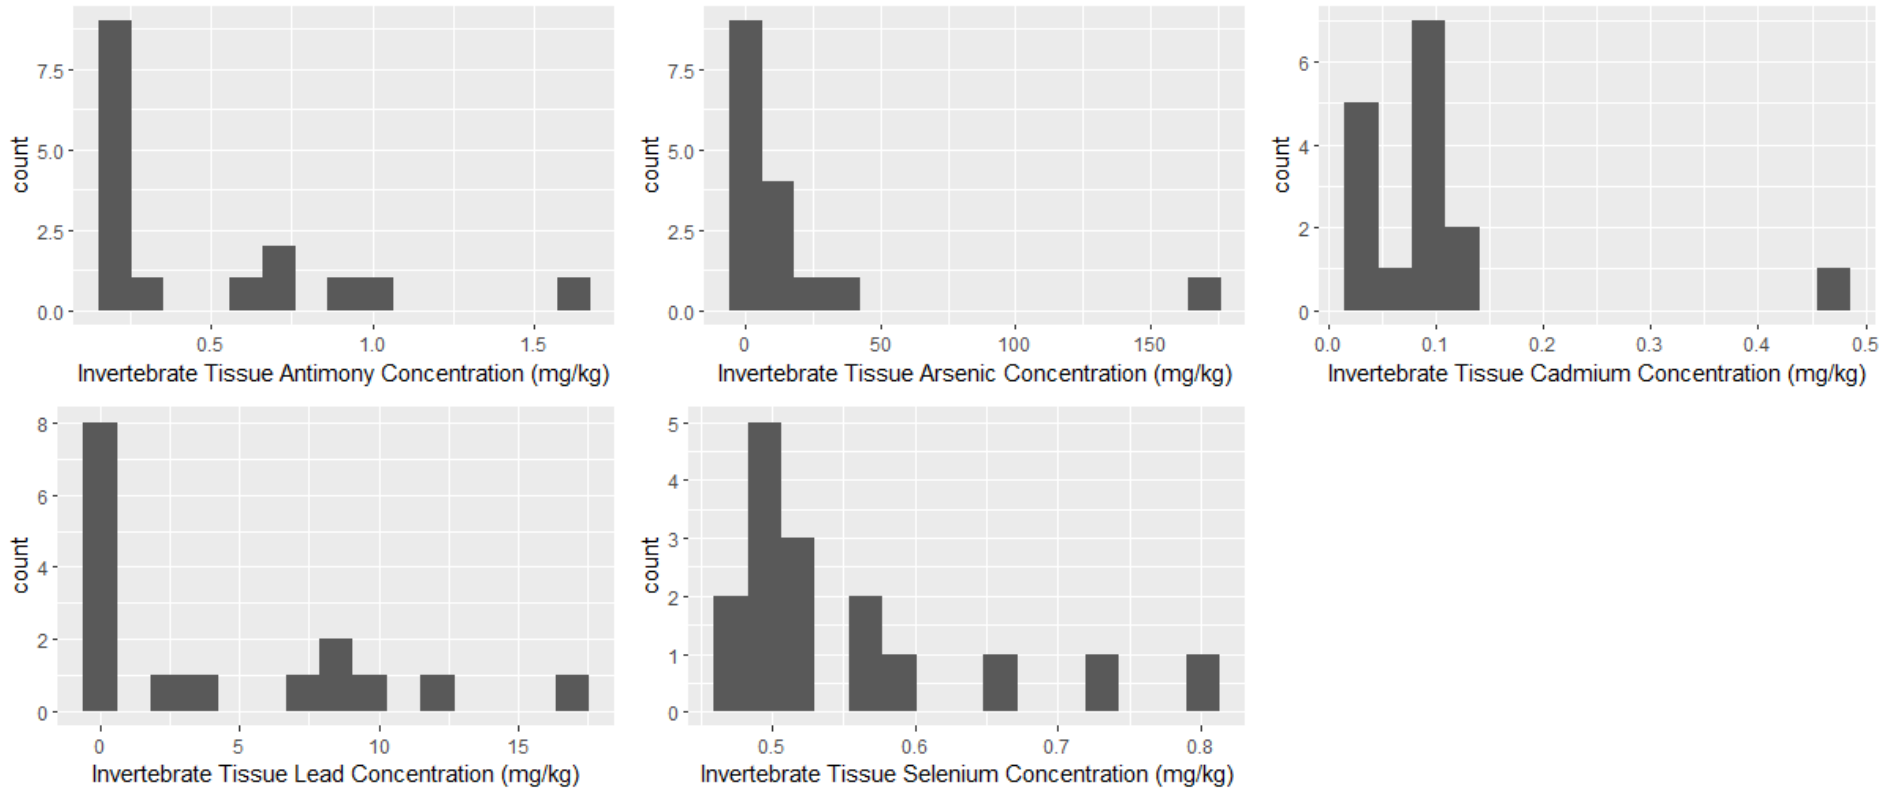 count
7.5
5.0
2.5
0.0
0.5 1.0 1.5
Invertebrate Tissue Antimony Concentration (mg/kg)
count
7.5
5.0
2.5
0.0
0 50 100 150
Invertebrate Tissue Arsenic Concentration (mg/kg)
count
6
4
2
0
0.0 0.1 0.2 0.3 0.4 0.5
Invertebrate Tissue Cadmium Concentration (mg/kg)
count
8
6
4
2
0
0 5 10 15
Invertebrate Tissue Lead Concentration (mg/kg)
count
5
4
3
2
1
0
0.5 0.6 0.7 0.8
Invertebrate Tissue Selenium Concentration (mg/kg)